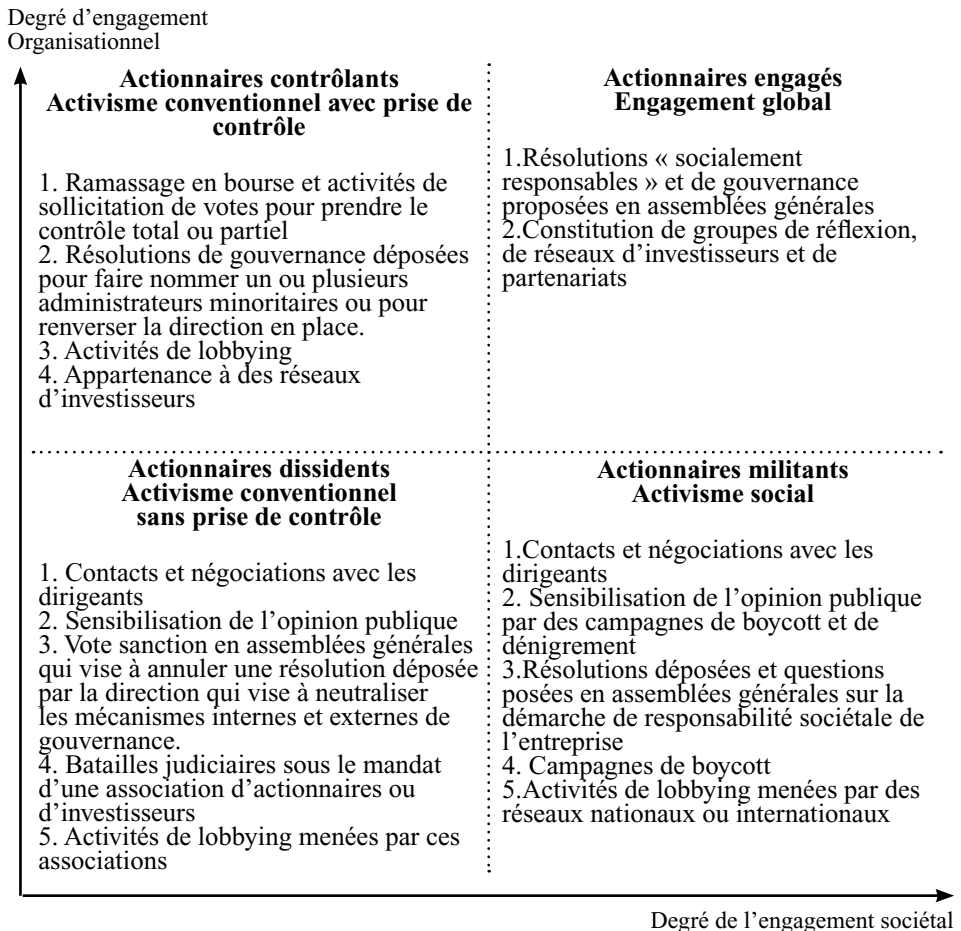 Degré d’engagement
Organisationnel
Actionnaires contrôlants
Activisme conventionnel avec prise de
contrôle
1. Ramassage en bourse et activités de
sollicitation de votes pour prendre le
contrôle total ou partiel
2. Résolutions de gouvernance déposées
pour faire nommer un ou plusieurs
administrateurs minoritaires ou pour
renverser la direction en place.
3. Activités de lobbying
4. Appartenance à des réseaux
d’investisseurs
Actionnaires engagés
Engagement global
1.Résolutions « socialement
responsables » et de gouvernance
proposées en assemblées générales
2.Constitution de groupes de réflexion,
de réseaux d’investisseurs et de
partenariats
Actionnaires dissidents
Activisme conventionnel
sans prise de contrôle
1. Contacts et négociations avec les
dirigeants
2. Sensibilisation de l’opinion publique
3. Vote sanction en assemblées générales
qui vise à annuler une résolution déposée
par la direction qui vise à neutraliser
les mécanismes internes et externes de
gouvernance.
4. Batailles judiciaires sous le mandat
d’une association d’actionnaires ou
d’investisseurs
5. Activités de lobbying menées par ces
associations
Actionnaires militants
Activisme social
1.Contacts et négociations avec les
dirigeants
2. Sensibilisation de l’opinion publique
par des campagnes de boycott et de
dénigrement
3.Résolutions déposées et questions
posées en assemblées générales sur la
démarche de responsabilité sociétale de
l’entreprise
4. Campagnes de boycott
5.Activités de lobbying menées par des
réseaux nationaux ou internationaux
Degré de l’engagement sociétal